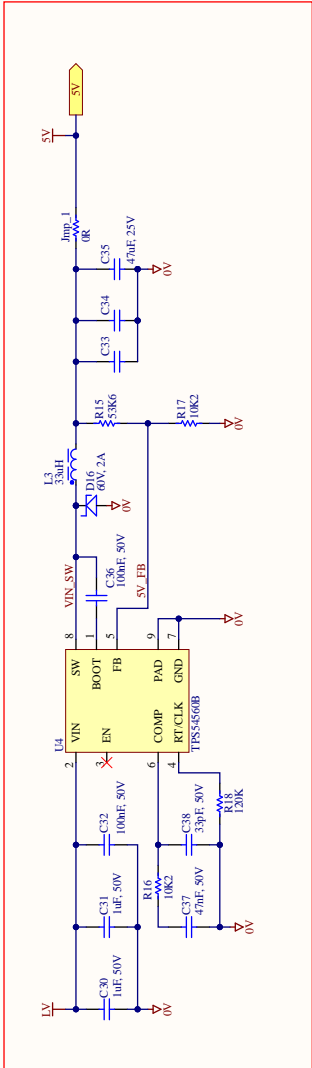 LV
C30
1uF, 50V
0V
C31
1uF, 50V
C32
100nF, 50V
R16
10K2
C37
47nF, 50V
C38
33pF, 50V
0V
R18
120K
U4
2
VIN
3
EN
6
COMP
4
RT/CLK
SW
8
BOOT
1
FB
5
PAD
9
GND
7
TPS54560B
0V
VIN_SW
C36
100nF, 50V
5V_FB
D16
60V, 2A
0V
L3
33uH
R15
53K6
R17
10K2
0V
C33
C34
C35
47uF, 25V
0V
Jmp_1
0R
5V
5V